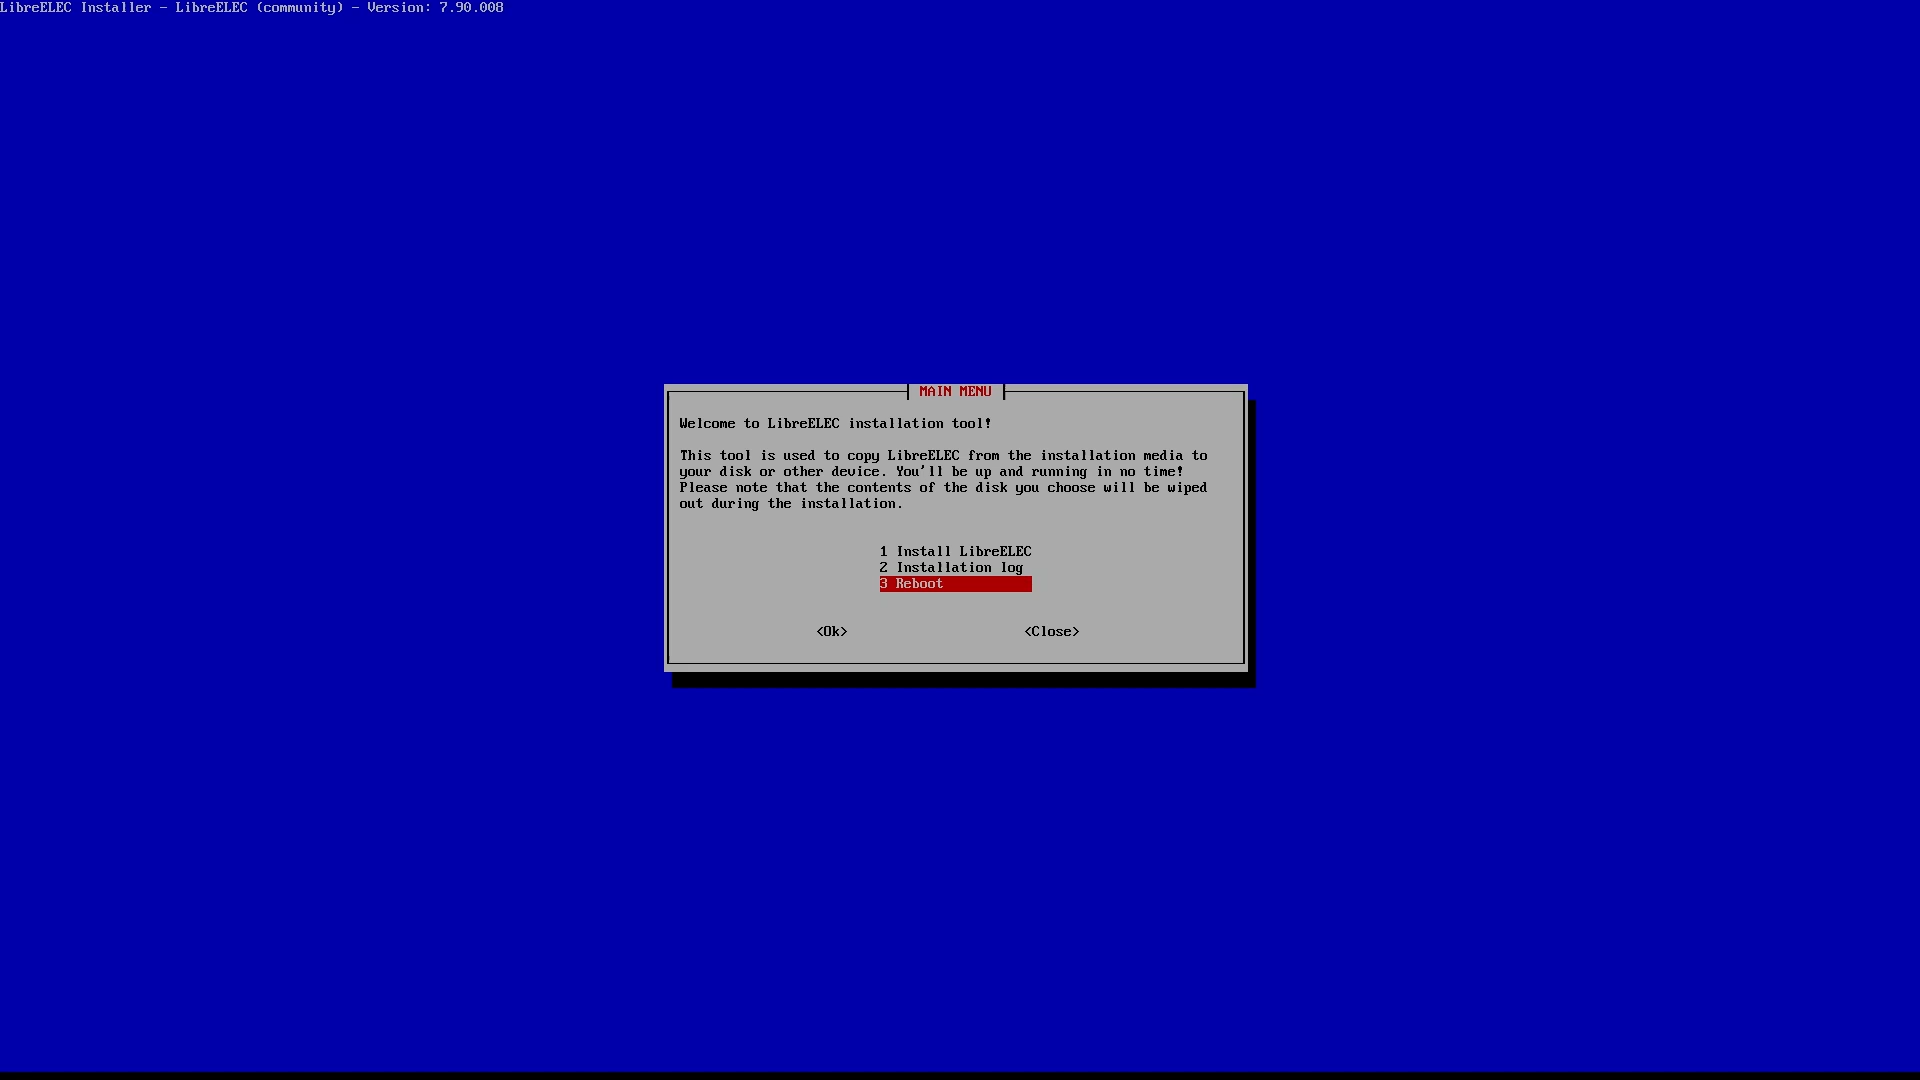 LibreELEC Installer - LibreELEC (community) - Version: 7.90.008
MAIN MENU
Welcome to LibreELEC installation tool!
This tool is used to copy LibreELEC from the installation media to
your disk or other device. You'll be up and running in no time!
Please note that the contents of the disk you choose will be wiped
out during the installation.
1 Install LibreELEC
2 Installation log
3 Reboot
<Ok> <Close>